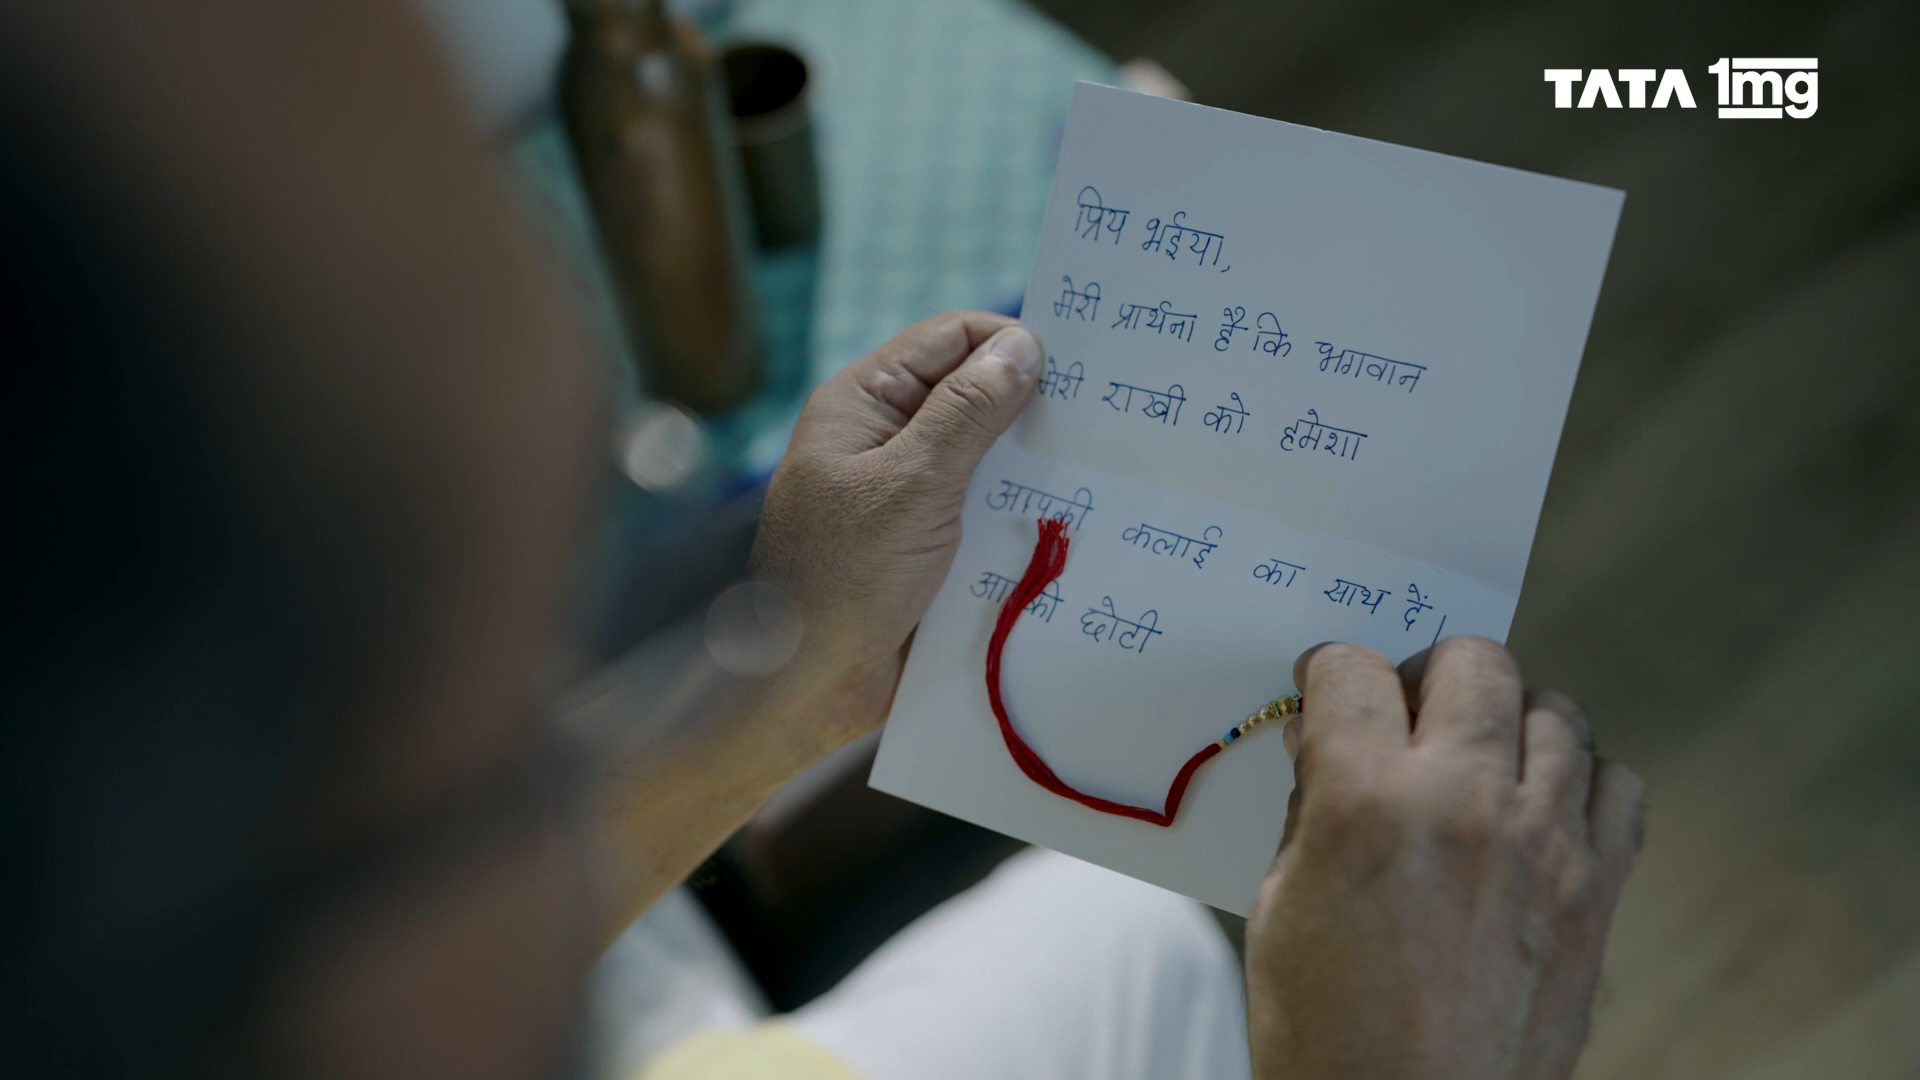 TATA 1mg
प्रिय भईया,
मेरी प्रार्थना है कि भगवान
मेरी राखी को हमेशा
आपकी कलाई का साथ दें।
आपकी छोटी